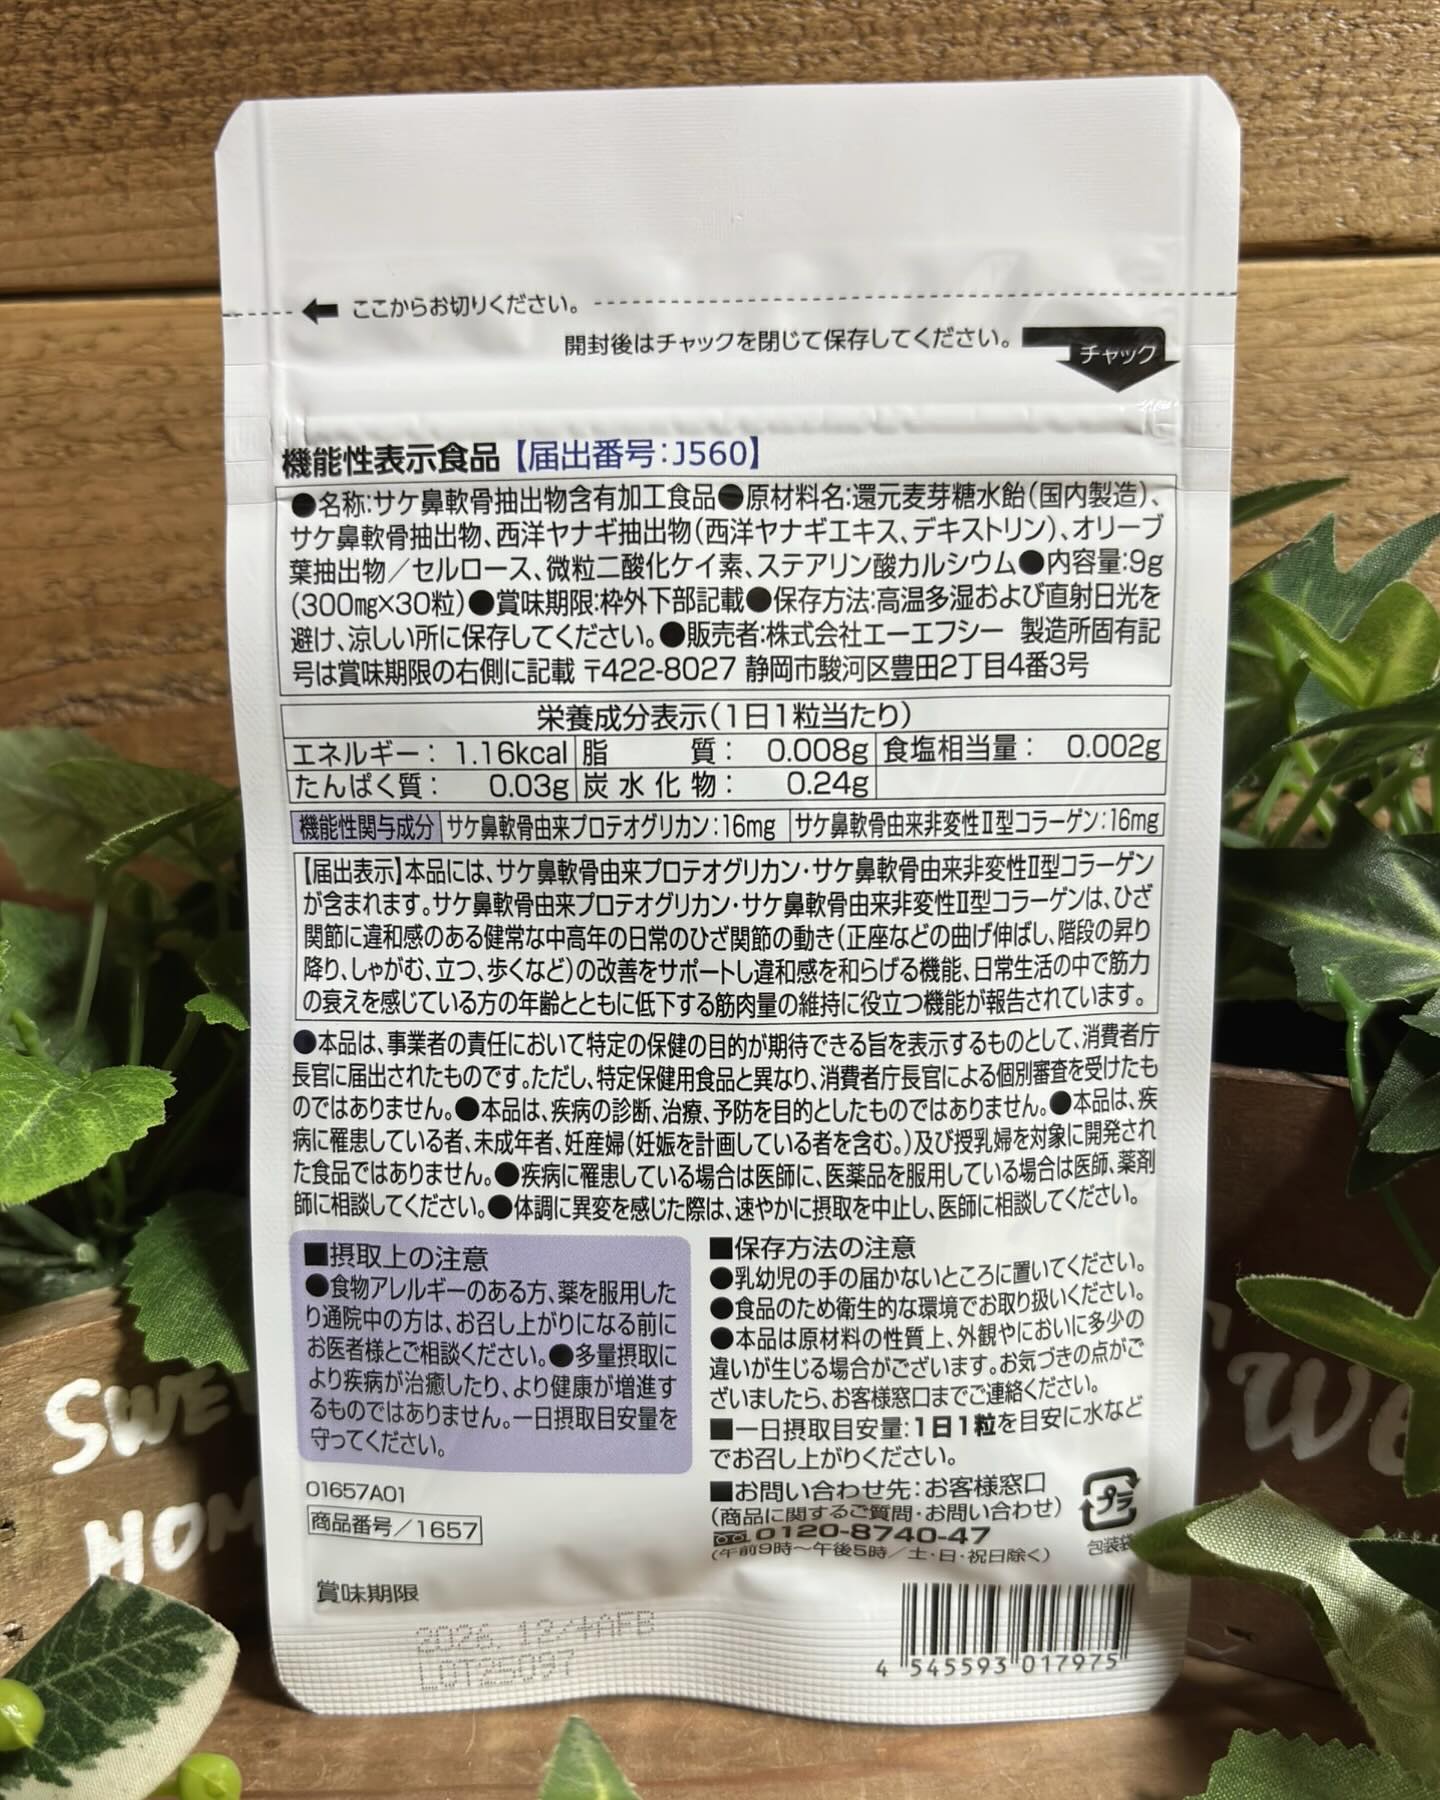 ここからお切りください。
開封後はチャックを閉じて保存してください。
チャック
機能性表示食品【届出番号:J560】
●名称:サケ鼻軟骨抽出物含有加工食品●原材料名:還元麦芽糖水飴(国内製造)、
サケ鼻軟骨抽出物、西洋ヤナギ抽出物(西洋ヤナギエキス、デキストリン)、オリーブ
葉抽出物/セルロース、微粒二酸化ケイ素、ステアリン酸カルシウム●内容量:9g
(300mg×30粒)●賞味期限:枠外下部記載●保存方法:高温多湿および直射日光を
避け、涼しい所に保存してください。●販売者:株式会社エーエフシー 製造所固有記
号は賞味期限の右側に記載 〒422-8027 静岡市駿河区豊田2丁目4番3号
栄養成分表示(1日1粒当たり)
エネルギー: 1.16kcal 脂質: 0.008g 食塩相当量: 0.002g
たんぱく質: 0.03g 炭水化物: 0.24g
機能性関与成分 サケ鼻軟骨由来プロテオグリカン:16mg サケ鼻軟骨由来非変性Ⅱ型コラーゲン:16mg
【届出表示】本品には、サケ鼻軟骨由来プロテオグリカン・サケ鼻軟骨由来非変性Ⅱ型コラーゲン
が含まれます。サケ鼻軟骨由来プロテオグリカン・サケ鼻軟骨由来非変性Ⅱ型コラーゲンは、ひざ
関節に違和感のある健常な中高年の日常のひざ関節の動き(正座などの曲げ伸ばし、階段の昇り
降り、しゃがむ、立つ、歩くなど)の改善をサポートし違和感を和らげる機能、日常生活の中で筋力
の衰えを感じている方の年齢とともに低下する筋肉量の維持に役立つ機能が報告されています。
●本品は、事業者の責任において特定の保健の目的が期待できる旨を表示するものとして、消費者庁
長官に届出されたものです。ただし、特定保健用食品と異なり、消費者庁長官による個別審査を受けたも
のではありません。●本品は、疾病の診断、治療、予防を目的としたものではありません。●本品は、疾
病に罹患している者、未成年者、妊産婦(妊娠を計画している者を含む。)及び授乳婦を対象に開発され
た食品ではありません。●疾病に罹患している場合は医師に、医薬品を服用している場合は医師、薬剤
師に相談してください。●体調に異変を感じた際は、速やかに摂取を中止し、医師に相談してください。
■摂取上の注意
●食物アレルギーのある方、薬を服用した
り通院中の方は、お召し上がりになる前に
お医者様とご相談ください。●多量摂取に
より疾病が治癒したり、より健康が増進す
るものではありません。一日摂取目安量を
守ってください。
■保存方法の注意
●乳幼児の手の届かないところに置いてください。
●食品のため衛生的な環境でお取り扱いください。
●本品は原材料の性質上、外観やにおいに多少の
違いが生じる場合がございます。お気づきの点がご
ざいましたら、お客様窓口までご連絡ください。
■一日摂取目安量:1日1粒を目安に水など
でお召し上がりください。
■お問い合わせ先:お客様窓口
(商品に関するご質問・お問い合わせ)
0120-8740-47
(午前9時〜午後5時/土・日・祝日除く)
プラ
包装袋
01657A01
商品番号/1657
賞味期限
2026.12/+AFB
LOT25097
4 545593 017975
SWE
HOM
SWE